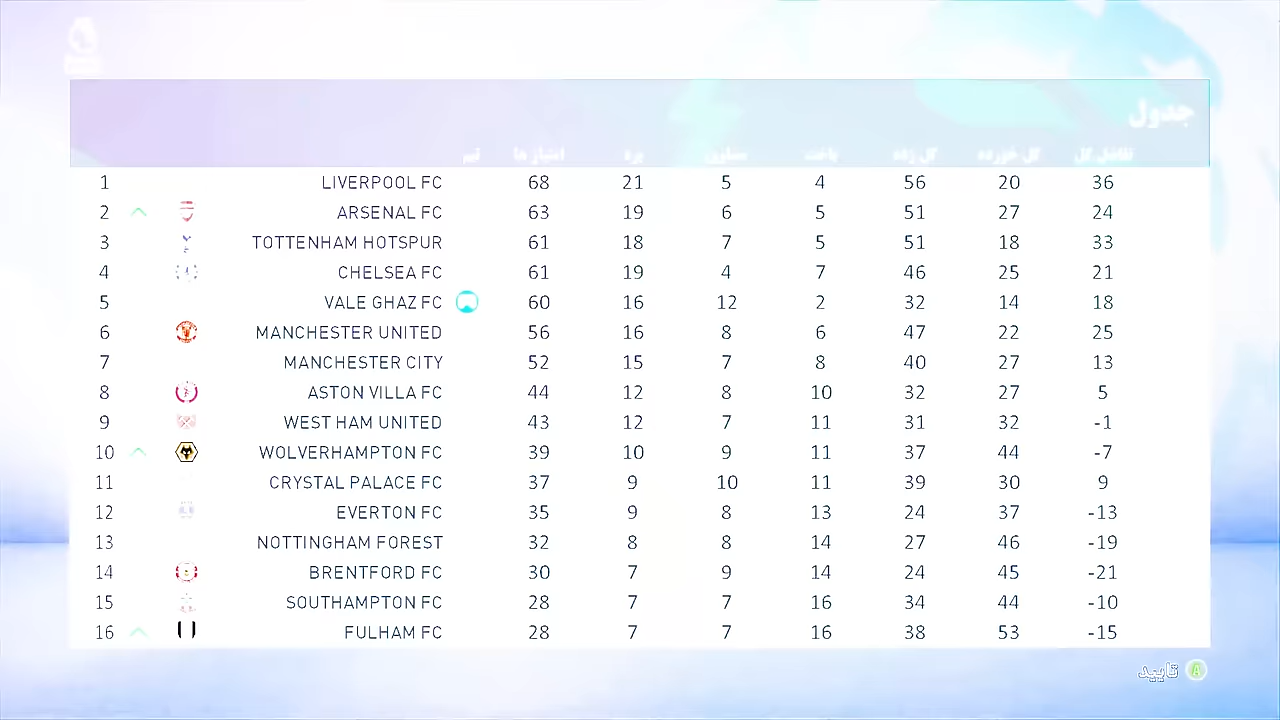 جدول
تیم امتیاز ها برد مساوی باخت گل زده گل خورده تفاضل گل
1 LIVERPOOL FC 68 21 5 4 56 20 36
2 ARSENAL FC 63 19 6 5 51 27 24
3 TOTTENHAM HOTSPUR 61 18 7 5 51 18 33
4 CHELSEA FC 61 19 4 7 46 25 21
5 VALE GHAZ FC 60 16 12 2 32 14 18
6 MANCHESTER UNITED 56 16 8 6 47 22 25
7 MANCHESTER CITY 52 15 7 8 40 27 13
8 ASTON VILLA FC 44 12 8 10 32 27 5
9 WEST HAM UNITED 43 12 7 11 31 32 -1
10 WOLVERHAMPTON FC 39 10 9 11 37 44 -7
11 CRYSTAL PALACE FC 37 9 10 11 39 30 9
12 EVERTON FC 35 9 8 13 24 37 -13
13 NOTTINGHAM FOREST 32 8 8 14 27 46 -19
14 BRENTFORD FC 30 7 9 14 24 45 -21
15 SOUTHAMPTON FC 28 7 7 16 34 44 -10
16 FULHAM FC 28 7 7 16 38 53 -15
تایید A